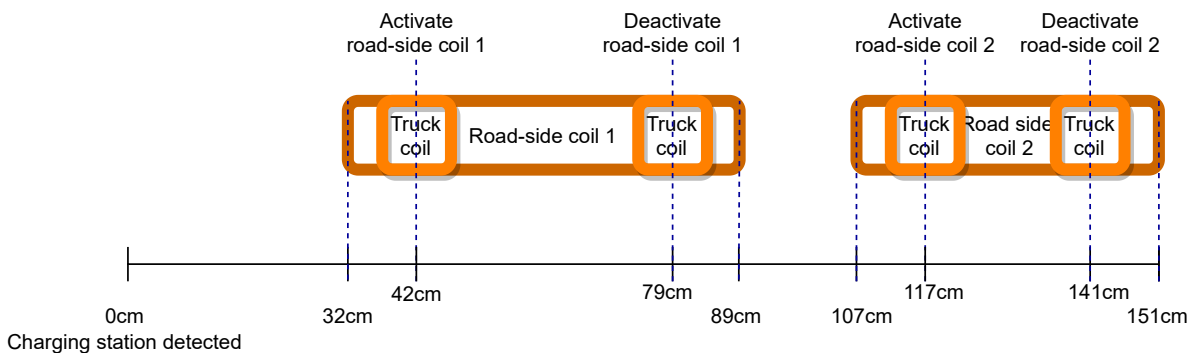 Activate
road-side coil 1
Deactivate
road-side coil 1
Activate
road-side coil 2
Deactivate
road-side coil 2
Truck
coil
Road-side coil 1
Truck
coil
Truck
coil
Road side
coil 2
Truck
coil
42cm
79cm
117cm
141cm
0cm
32cm
89cm
107cm
151cm
Charging station detected